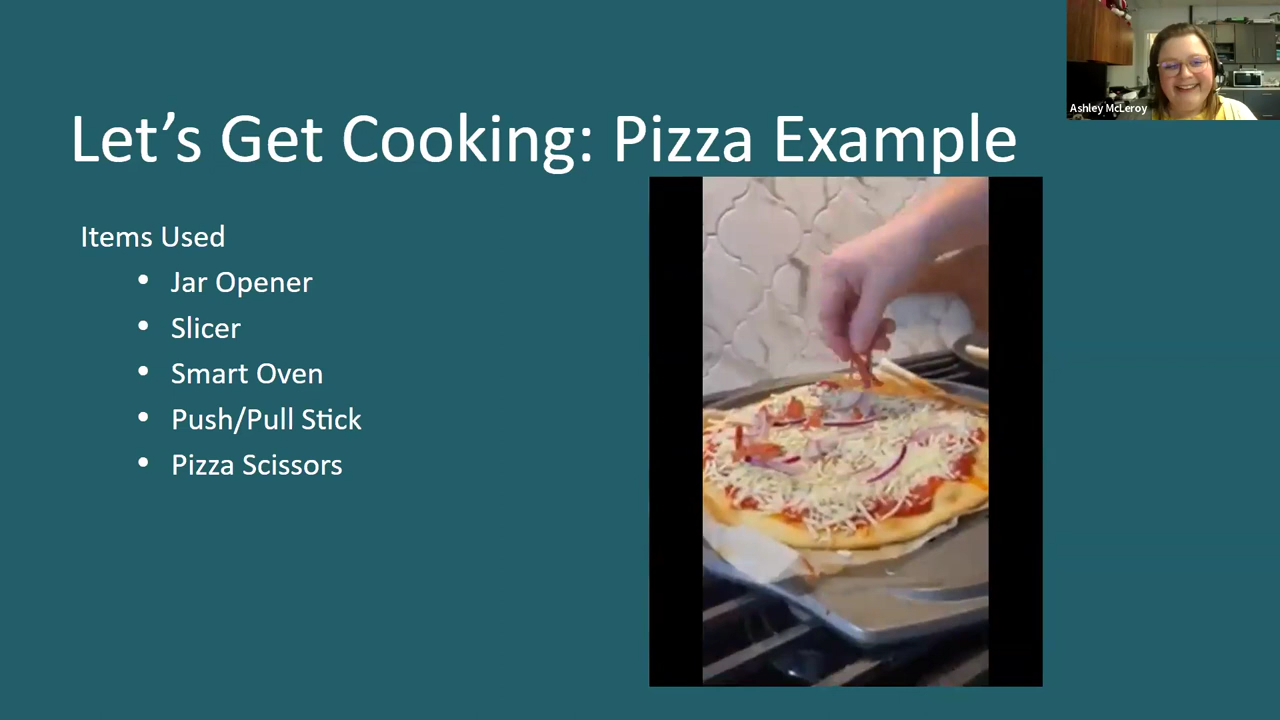 Let's Get Cooking: Pizza Example
Ashley McLeroy
Items Used
• Jar Opener
• Slicer
• Smart Oven
• Push/Pull Stick
• Pizza Scissors